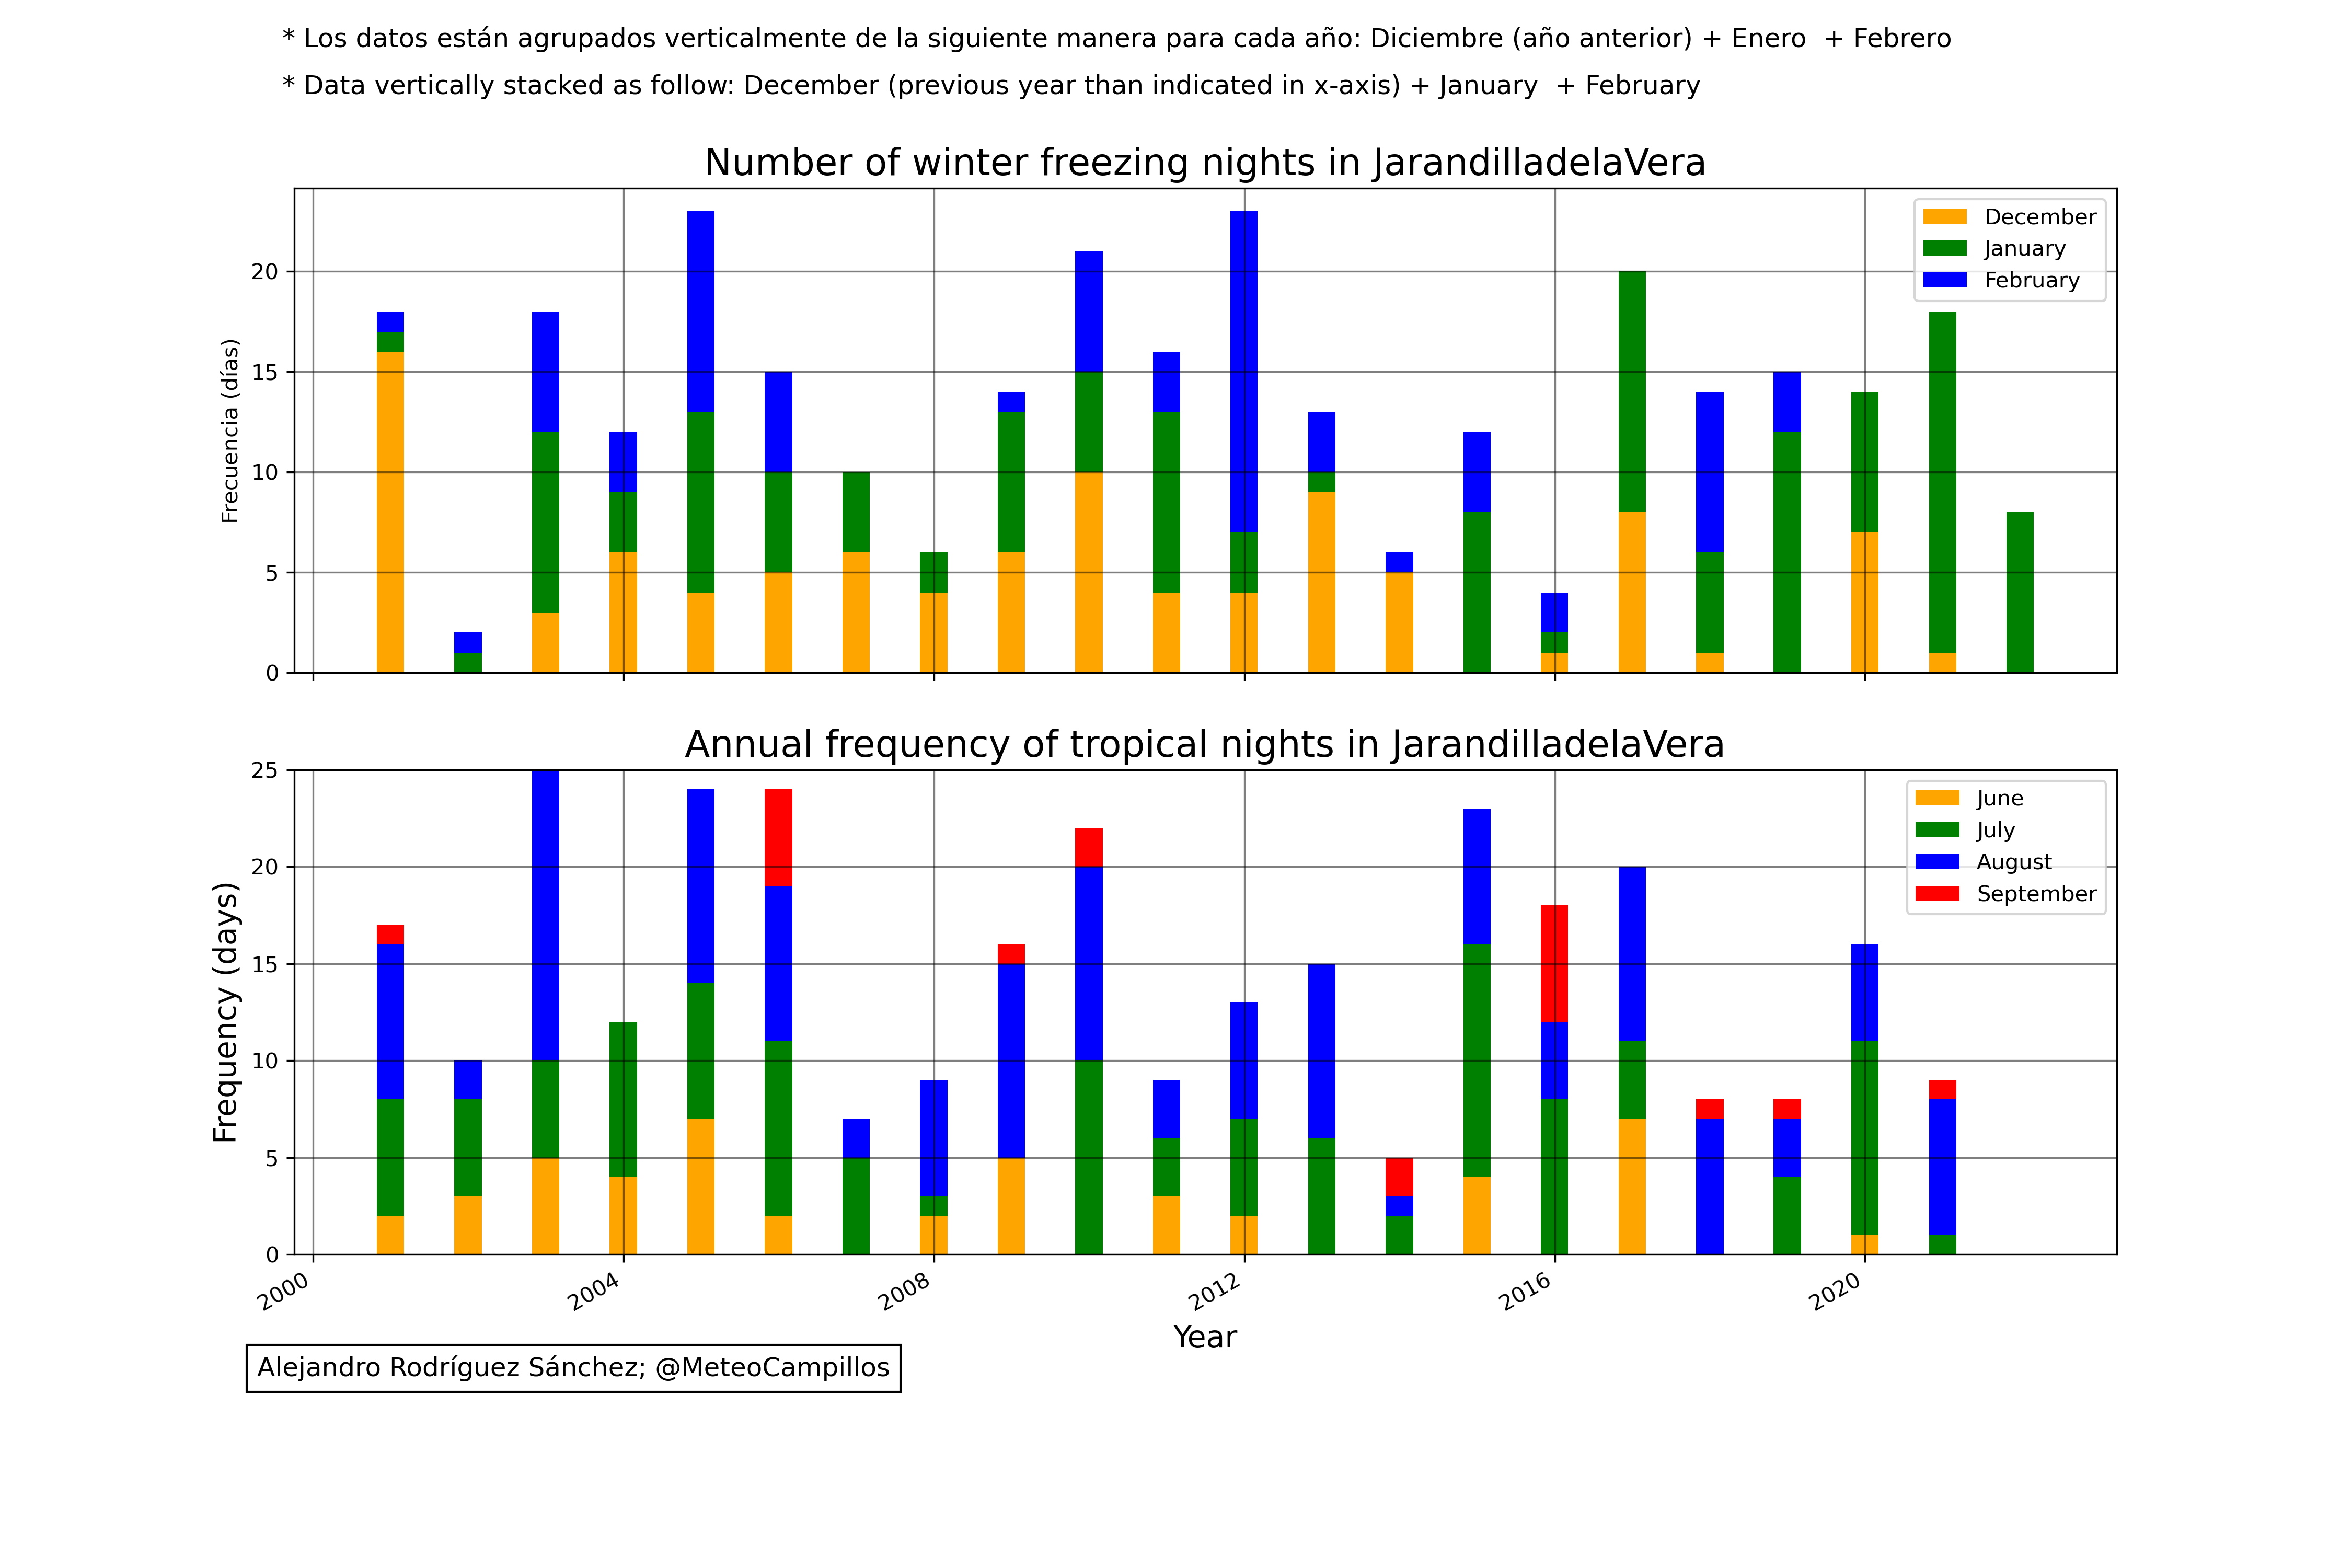 * Los datos están agrupados verticalmente de la siguiente manera para cada año: Diciembre (año anterior) + Enero  + Febrero
* Data vertically stacked as follow: December (previous year than indicated in x-axis) + January  + February
Number of winter freezing nights in JarandilladelaVera
Frecuencia (días)
20
15
10
5
0
December
January
February
Annual frequency of tropical nights in JarandilladelaVera
Frequency (days)
25
20
15
10
5
0
June
July
August
September
2000 2004 2008 2012 2016 2020
Year
Alejandro Rodríguez Sánchez; @MeteoCampillos